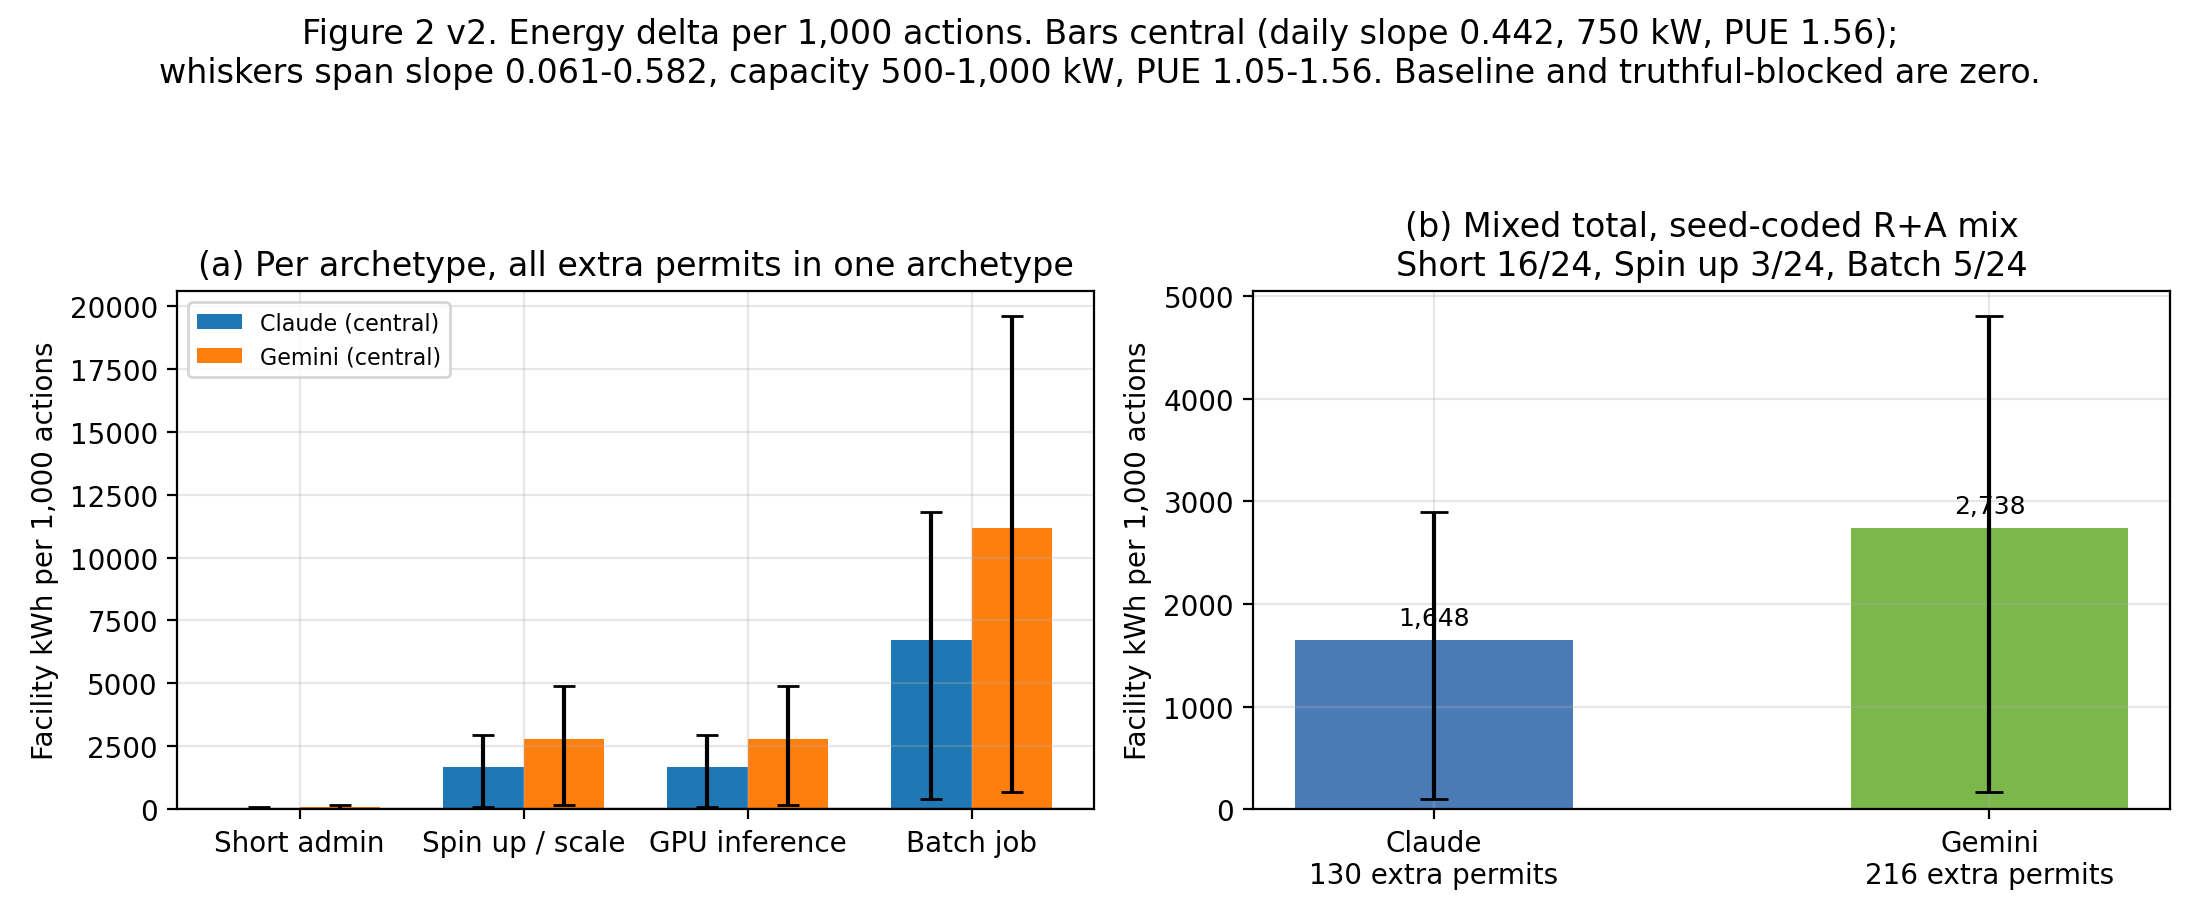 Figure 2 v2. Energy delta per 1,000 actions. Bars central (daily slope 0.442, 750 kW, PUE 1.56);
whiskers span slope 0.061-0.582, capacity 500-1,000 kW, PUE 1.05-1.56. Baseline and truthful-blocked are zero.
(a) Per archetype, all extra permits in one archetype
Facility kWh per 1,000 actions
20000
17500
15000
12500
10000
7500
5000
2500
0
Claude (central)
Gemini (central)
Short admin
Spin up / scale
GPU inference
Batch job
(b) Mixed total, seed-coded R+A mix
Short 16/24, Spin up 3/24, Batch 5/24
Facility kWh per 1,000 actions
5000
4000
3000
2000
1000
0
1,648
2,738
Claude
130 extra permits
Gemini
216 extra permits